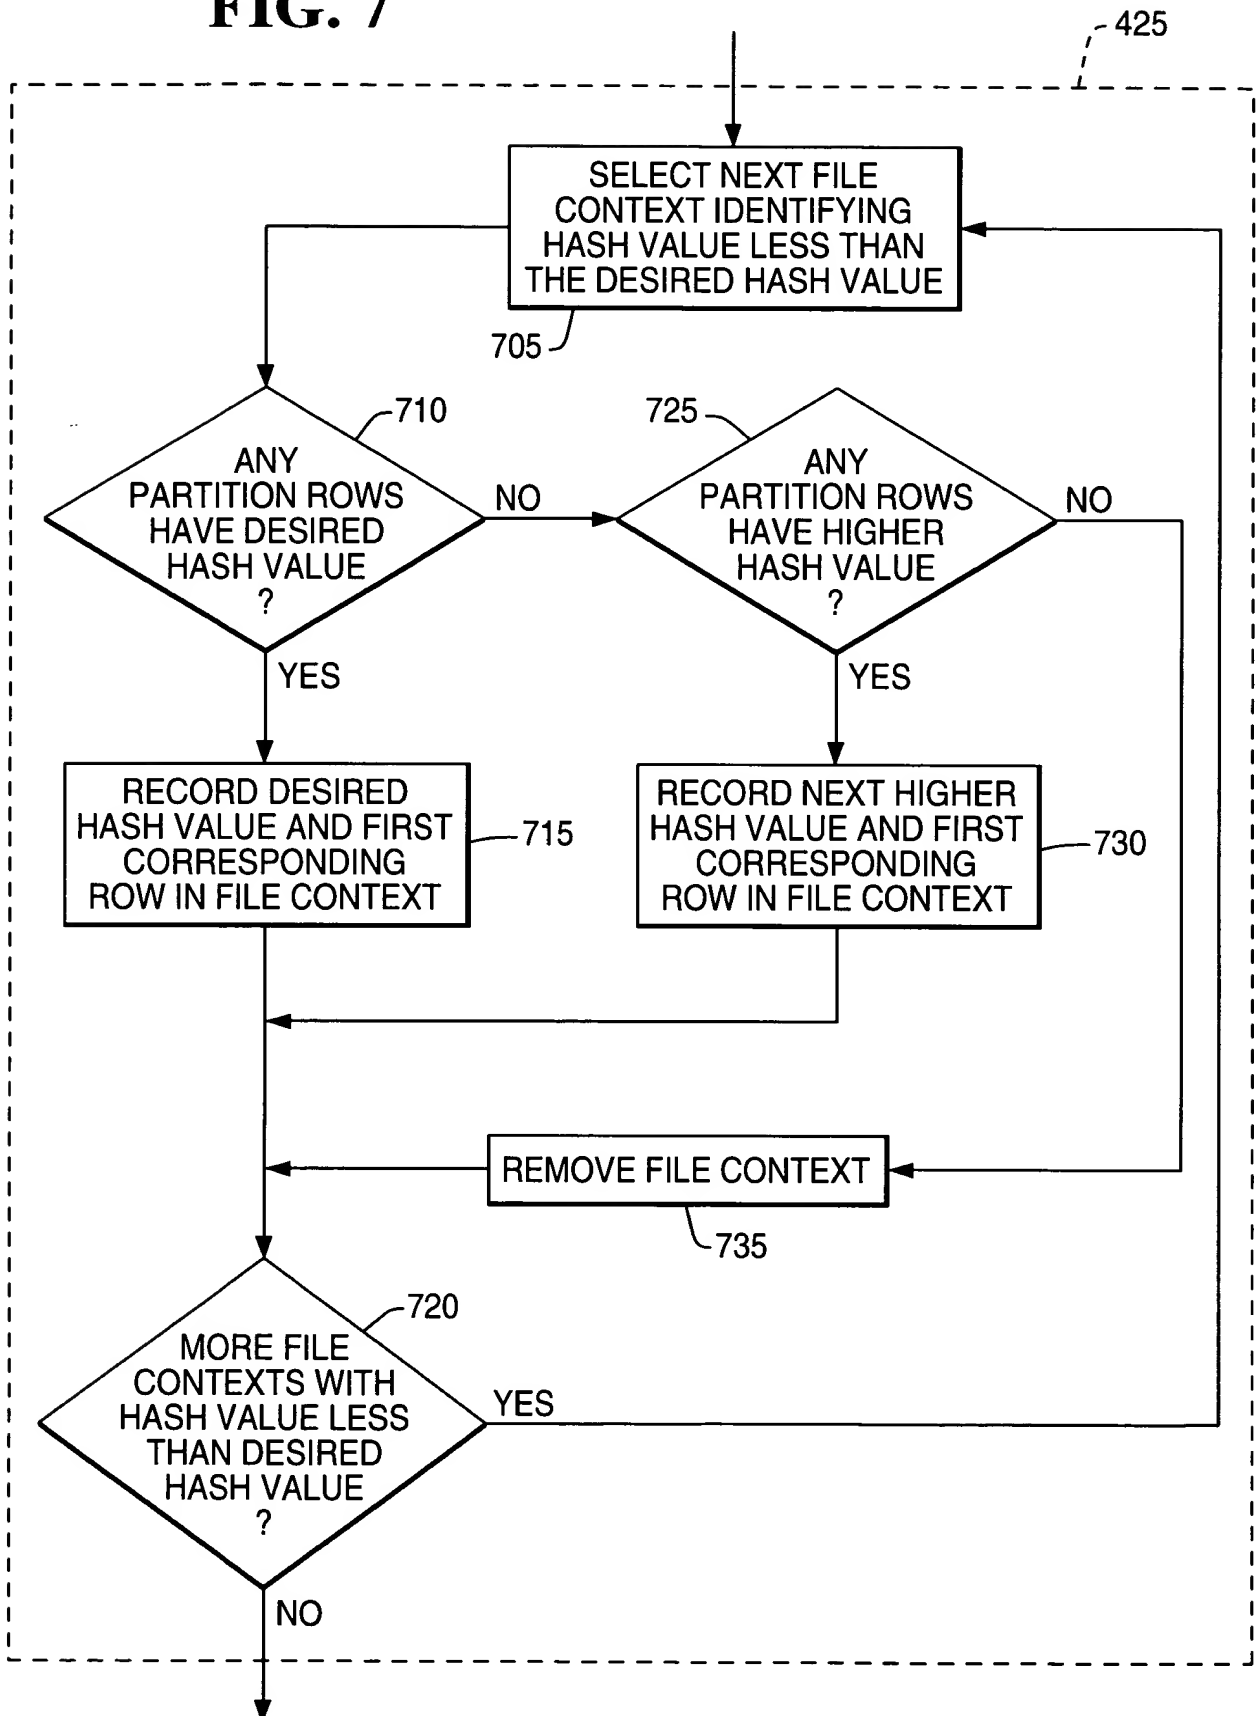 FIG. 7
425
SELECT NEXT FILE
CONTEXT IDENTIFYING
HASH VALUE LESS THAN
THE DESIRED HASH VALUE
705
710
ANY
PARTITION ROWS
HAVE DESIRED
HASH VALUE
?
NO
YES
725
ANY
PARTITION ROWS
HAVE HIGHER
HASH VALUE
?
NO
YES
RECORD DESIRED
HASH VALUE AND FIRST
CORRESPONDING
ROW IN FILE CONTEXT
715
RECORD NEXT HIGHER
HASH VALUE AND FIRST
CORRESPONDING
ROW IN FILE CONTEXT
730
REMOVE FILE CONTEXT
735
720
MORE FILE
CONTEXTS WITH
HASH VALUE LESS
THAN DESIRED
HASH VALUE
?
YES
NO